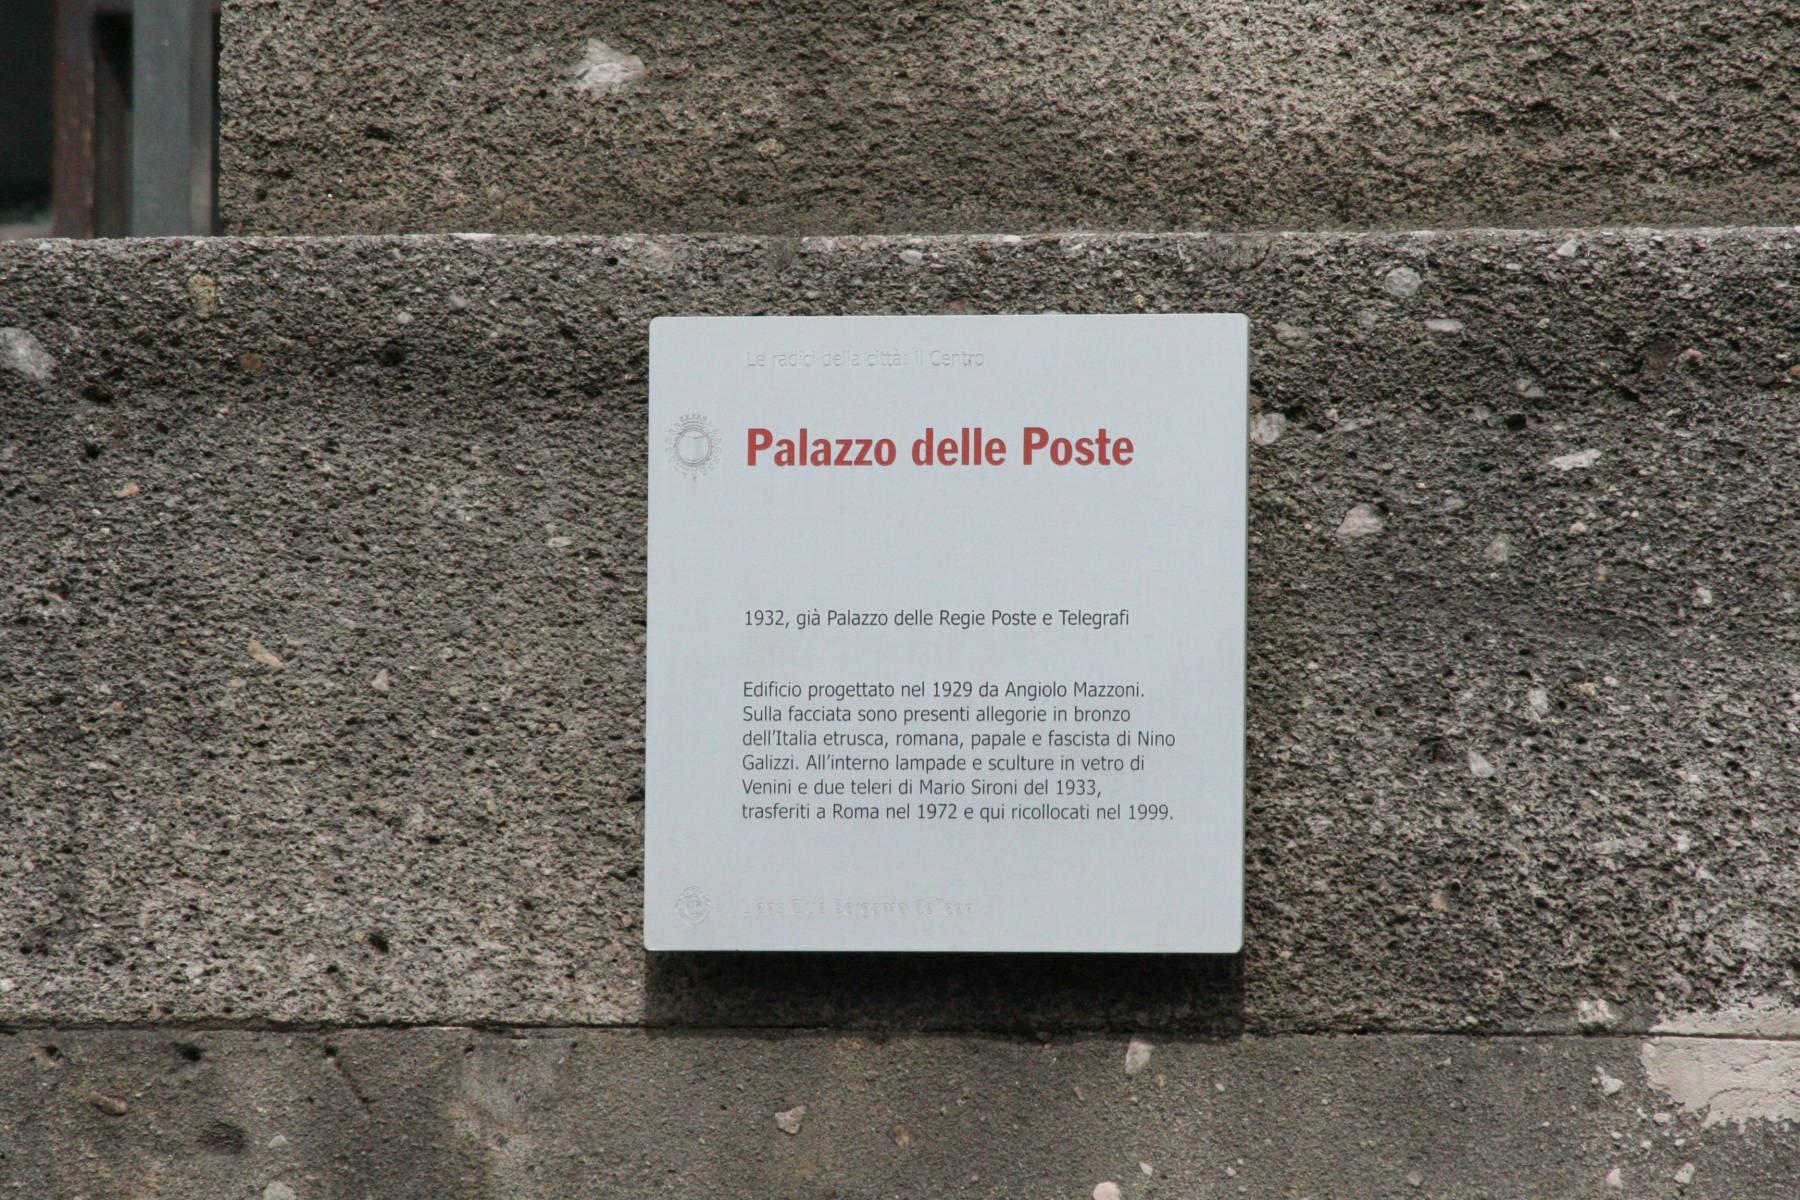 Le radici della città: il Centro
Palazzo delle Poste
1932, già Palazzo delle Regie Poste e Telegrafi
Edificio progettato nel 1929 da Angiolo Mazzoni.
Sulla facciata sono presenti allegorie in bronzo
dell'Italia etrusca, romana, papale e fascista di Nino
Galizzi. All'interno lampade e sculture in vetro di
Venini e due teleri di Mario Sironi del 1933,
trasferiti a Roma nel 1972 e qui ricollocati nel 1999.